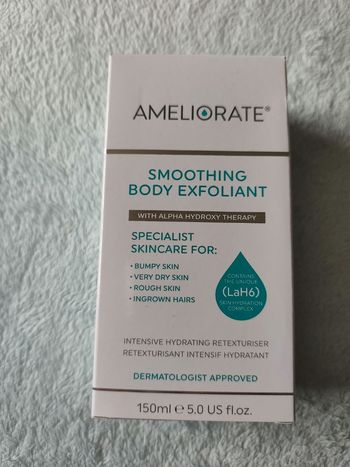 AMELIORATE®
SMOOTHING
BODY EXFOLIANT
WITH ALPHA HYDROXY THERAPY
SPECIALIST
SKINCARE FOR:
• BUMPY SKIN
• VERY DRY SKIN
• ROUGH SKIN
• INGROWN HAIRS
CONTAINS
THE UNIQUE
(LaH6)
SKIN HYDRATION
COMPLEX
INTENSIVE HYDRATING RETEXTURISER
RETEXTURISANT INTENSIF HYDRATANT
DERMATOLOGIST APPROVED
150ml ℮ 5.0 US fl.oz.